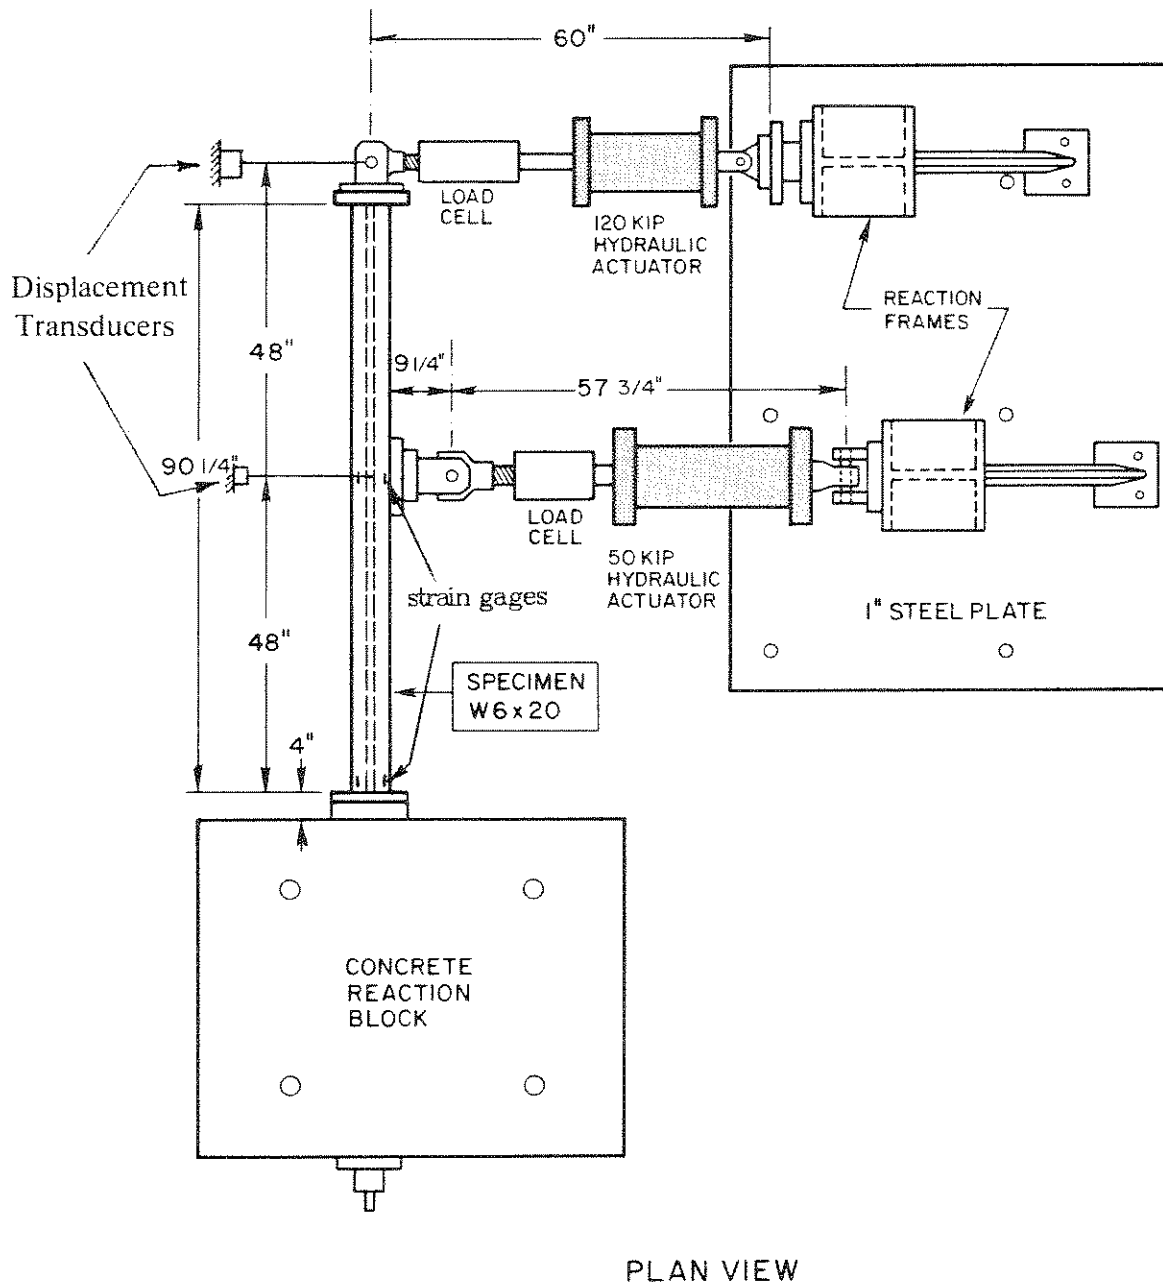 60"
LOAD
CELL
120 KIP
HYDRAULIC
ACTUATOR
Displacement
Transducers
REACTION
FRAMES
48"
9 1/4"
57 3/4"
90 1/4"
LOAD
CELL
50 KIP
HYDRAULIC
ACTUATOR
strain gages
1" STEEL PLATE
48"
SPECIMEN
W6x20
4"
CONCRETE
REACTION
BLOCK
PLAN VIEW